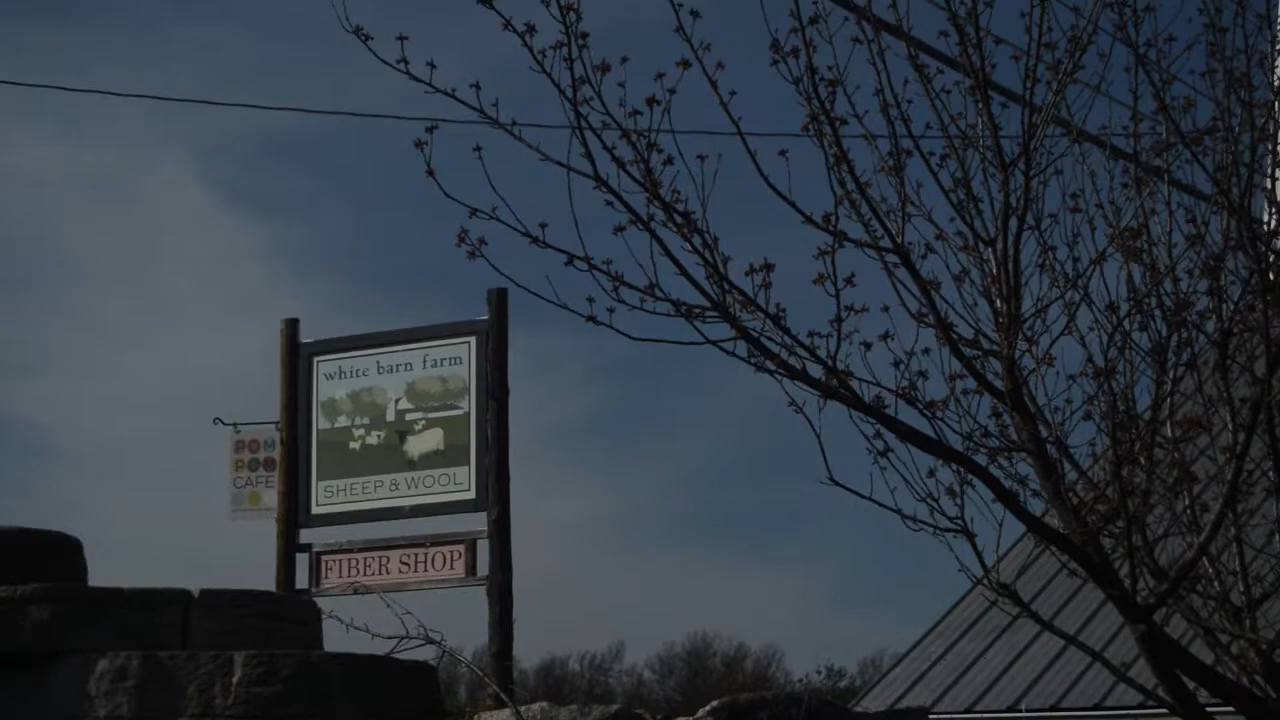 white barn farm
SHEEP & WOOL
FIBER SHOP
POM
POM
CAFE